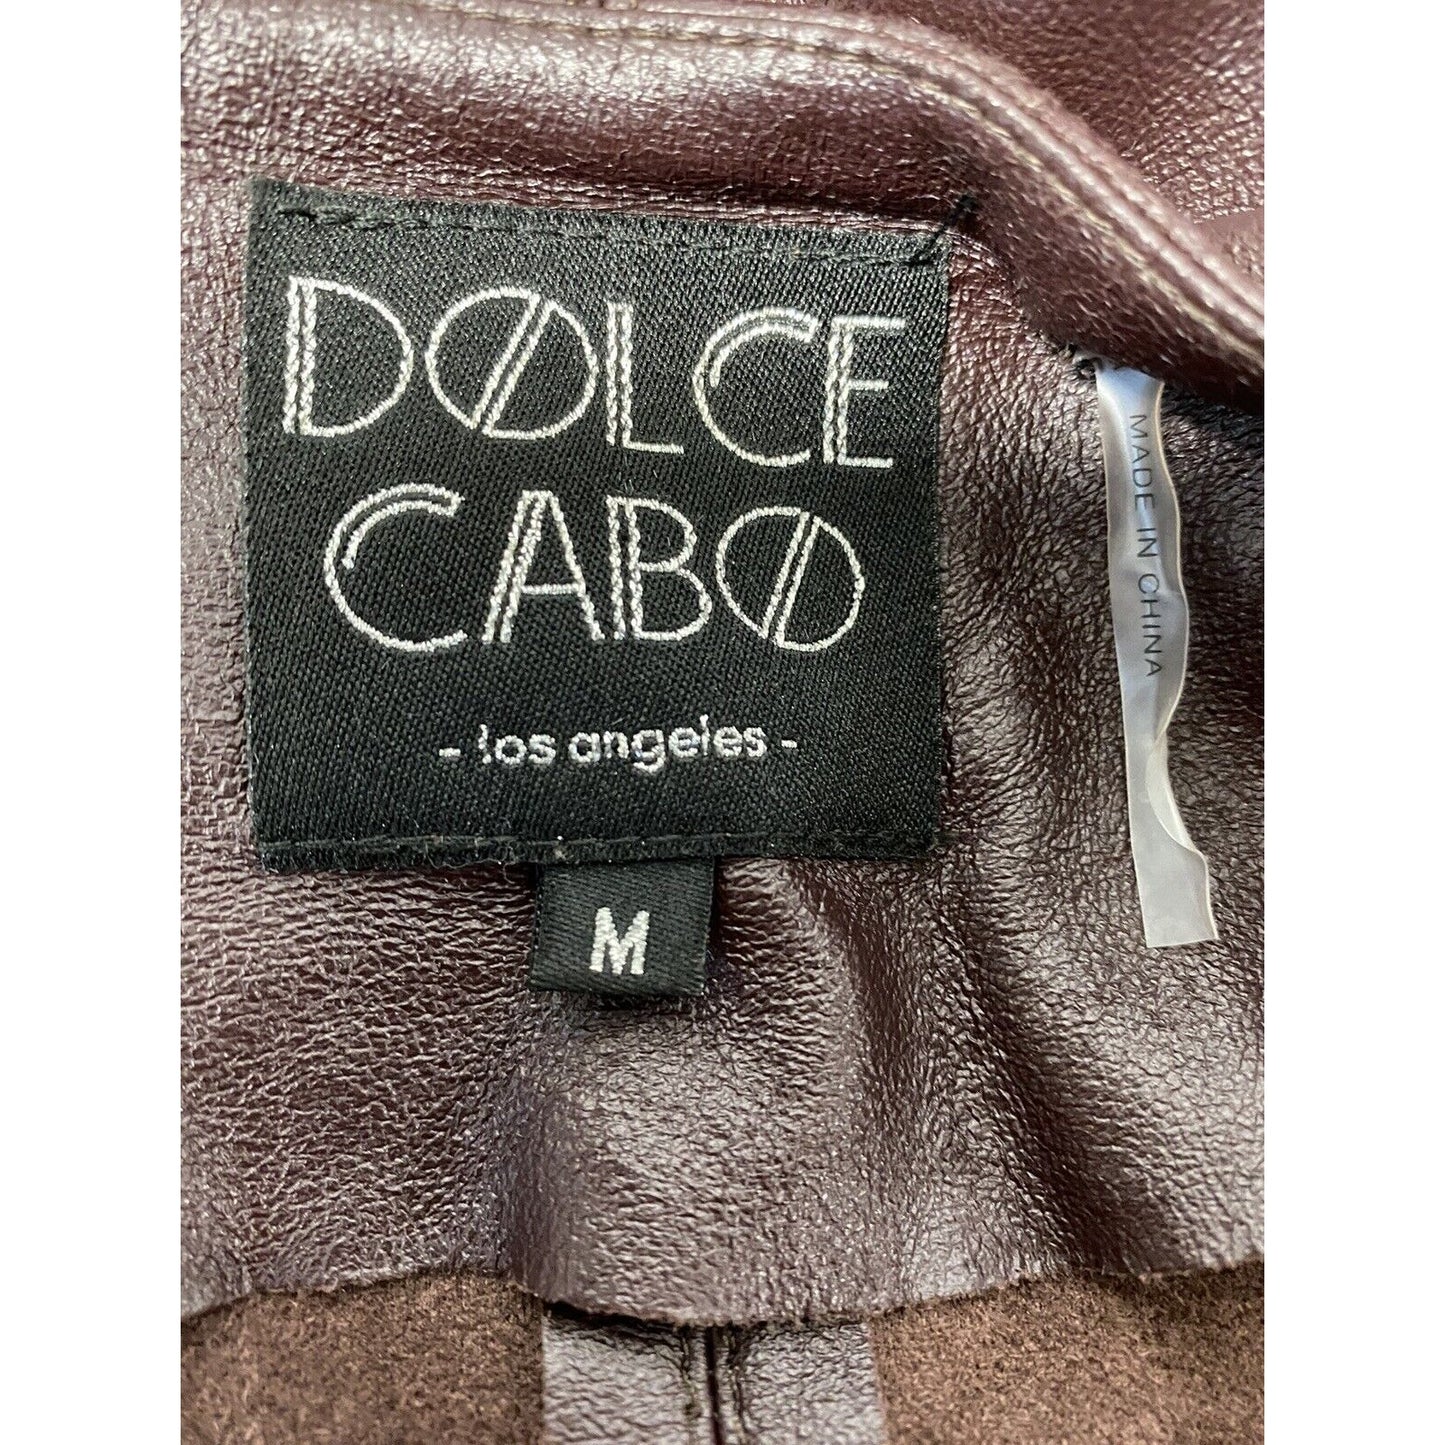 DOLCE
CABO
- los angeles -
M
MADE IN CHINA